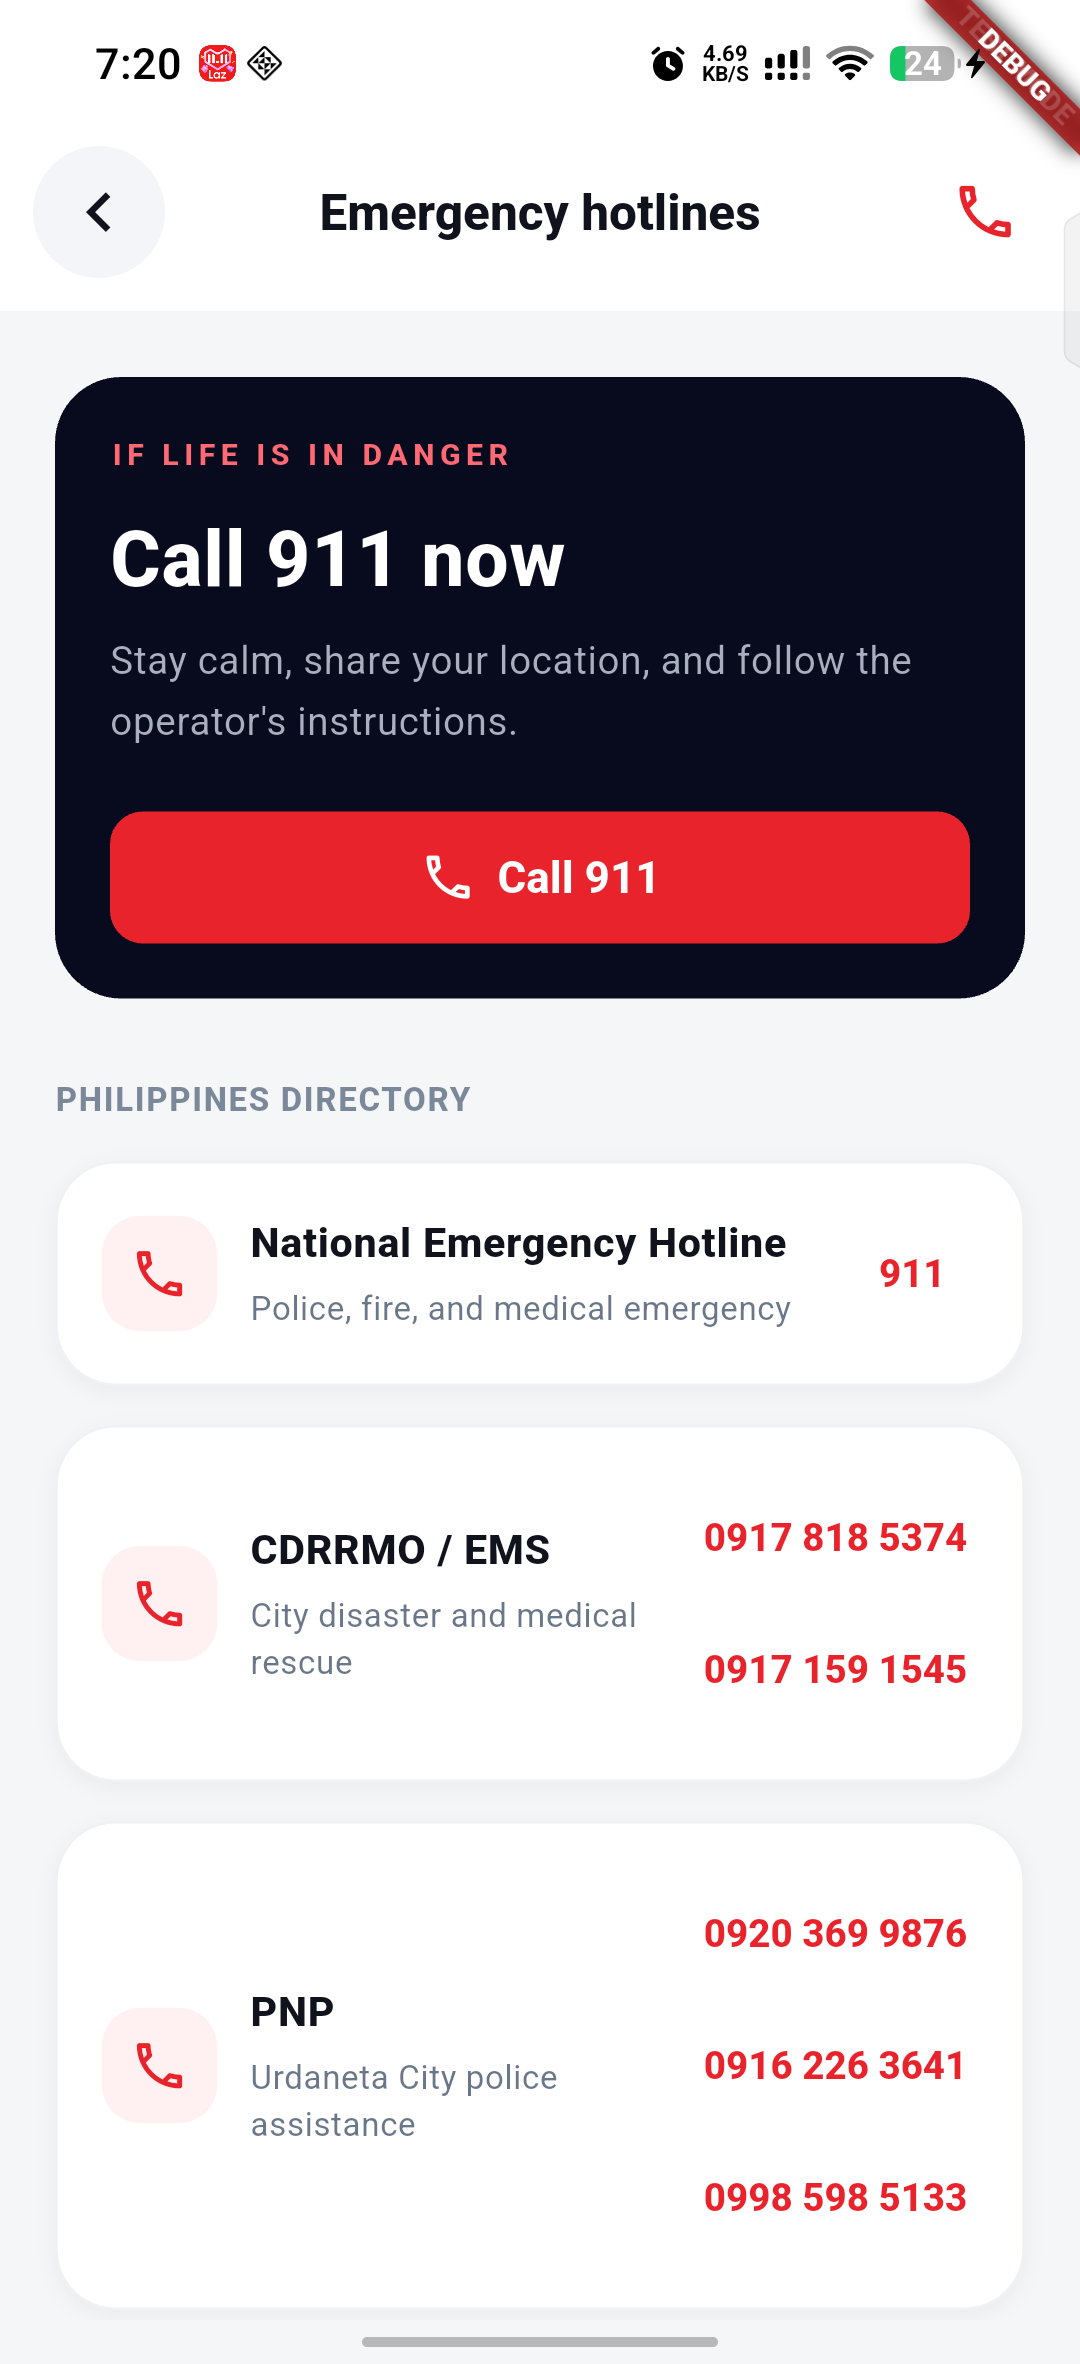 7:20
Laz
4.69
KB/S
24
DEBUG
Emergency hotlines
IF LIFE IS IN DANGER
Call 911 now
Stay calm, share your location, and follow the
operator's instructions.
Call 911
PHILIPPINES DIRECTORY
National Emergency Hotline
Police, fire, and medical emergency
911
CDRRMO / EMS
City disaster and medical
rescue
0917 818 5374
0917 159 1545
PNP
Urdaneta City police
assistance
0920 369 9876
0916 226 3641
0998 598 5133